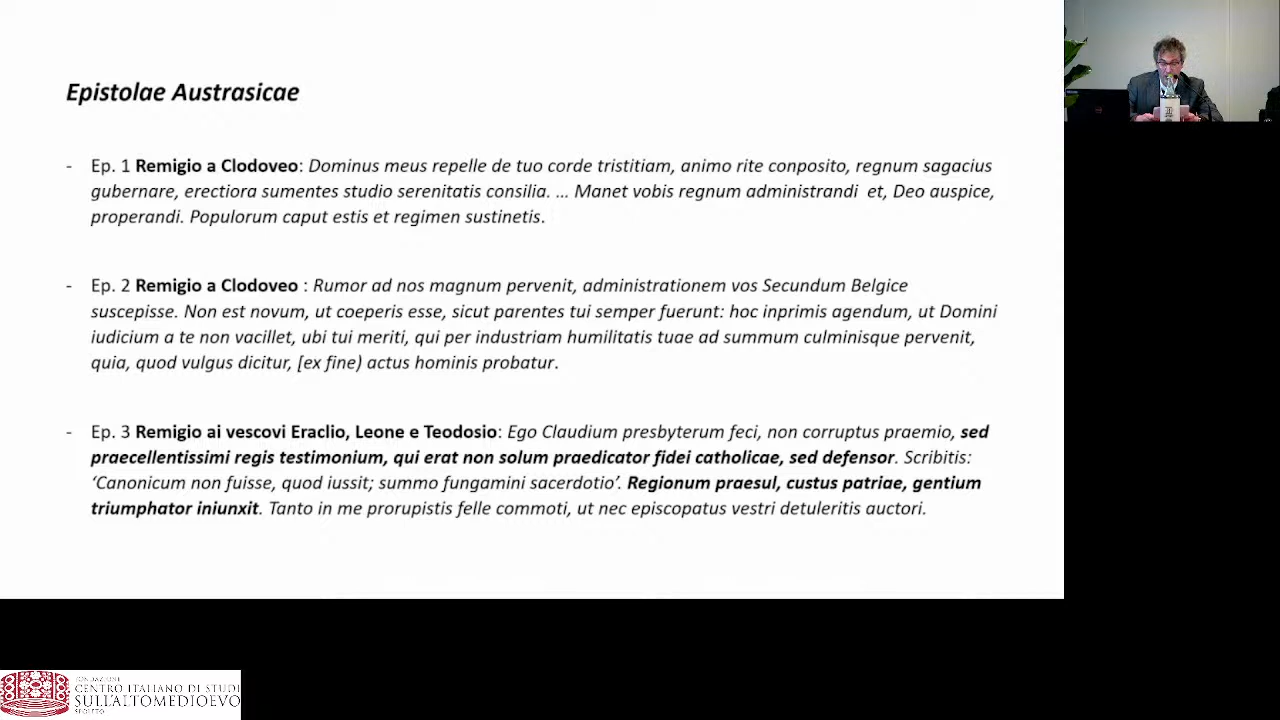 Epistolae Austrasicae
- Ep. 1 Remigio a Clodoveo: Dominus meus repelle de tuo corde tristitiam, animo rite conposito, regnum sagacius
gubernare, erectiora sumentes studio serenitatis consilia. ... Manet vobis regnum administrandi et, Deo auspice,
properandi. Populorum caput estis et regimen sustinetis.
- Ep. 2 Remigio a Clodoveo : Rumor ad nos magnum pervenit, administrationem vos Secundum Belgice
suscepisse. Non est novum, ut coeperis esse, sicut parentes tui semper fuerunt: hoc inprimis agendum, ut Domini
iudicium a te non vacillet, ubi tui meriti, qui per industriam humilitatis tuae ad summum culminisque pervenit,
quia, quod vulgus dicitur, [ex fine) actus hominis probatur.
- Ep. 3 Remigio ai vescovi Eraclio, Leone e Teodosio: Ego Claudium presbyterum feci, non corruptus praemio, sed
praecellentissimi regis testimonium, qui erat non solum praedicator fidei catholicae, sed defensor. Scribitis:
‘Canonicum non fuisse, quod iussit; summo fungamini sacerdotio’. Regionum praesul, custus patriae, gentium
triumphator iniunxit. Tanto in me prorupistis felle commoti, ut nec episcopatus vestri detuleritis auctori.
FONDAZIONE
CENTRO ITALIANO DI STUDI
SULL'ALTOMEDIOEVO
SPOLETO